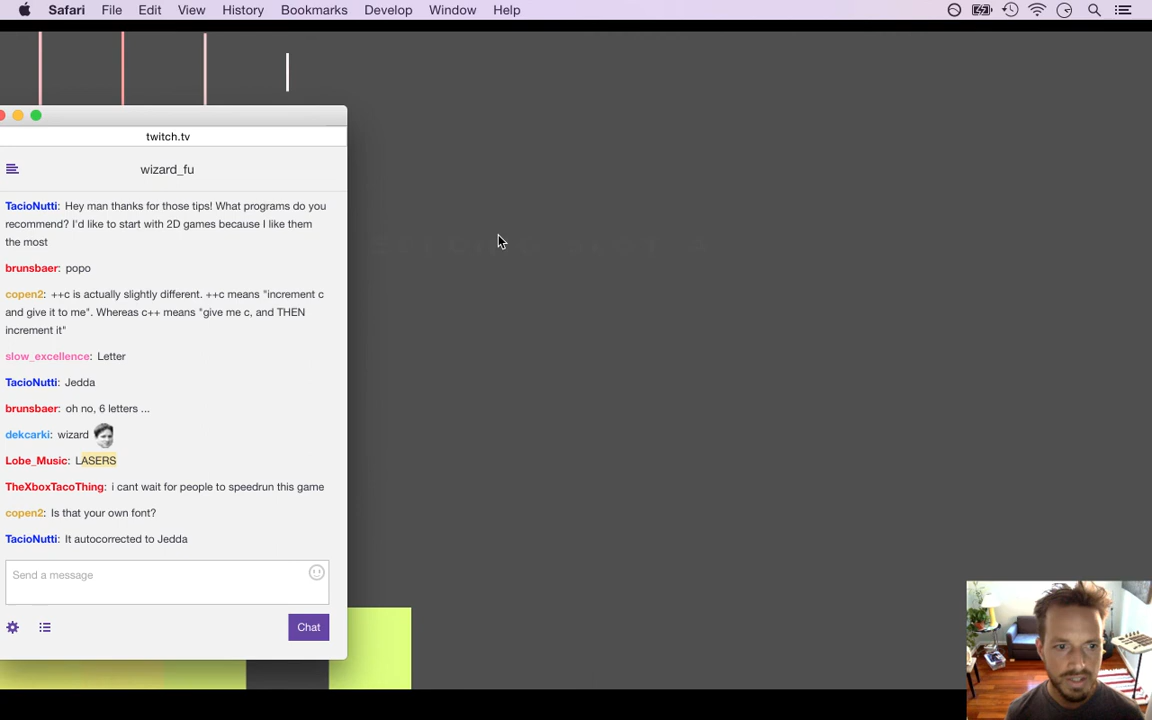 Safari File Edit View History Bookmarks Develop Window Help
twitch.tv
wizard_fu
TacioNutti: Hey man thanks for those tips! What programs do you
recommend? I'd like to start with 2D games because I like them
the most
brunsbaer: popo
copen2: ++c is actually slightly different. ++c means "increment c
and give it to me". Whereas c++ means "give me c, and THEN
increment it"
slow_excellence: Letter
TacioNutti: Jedda
brunsbaer: oh no, 6 letters ...
dekcarki: wizard
Lobe_Music: LASERS
TheXboxTacoThing: i cant wait for people to speedrun this game
copen2: Is that your own font?
TacioNutti: It autocorrected to Jedda
Send a message
Chat